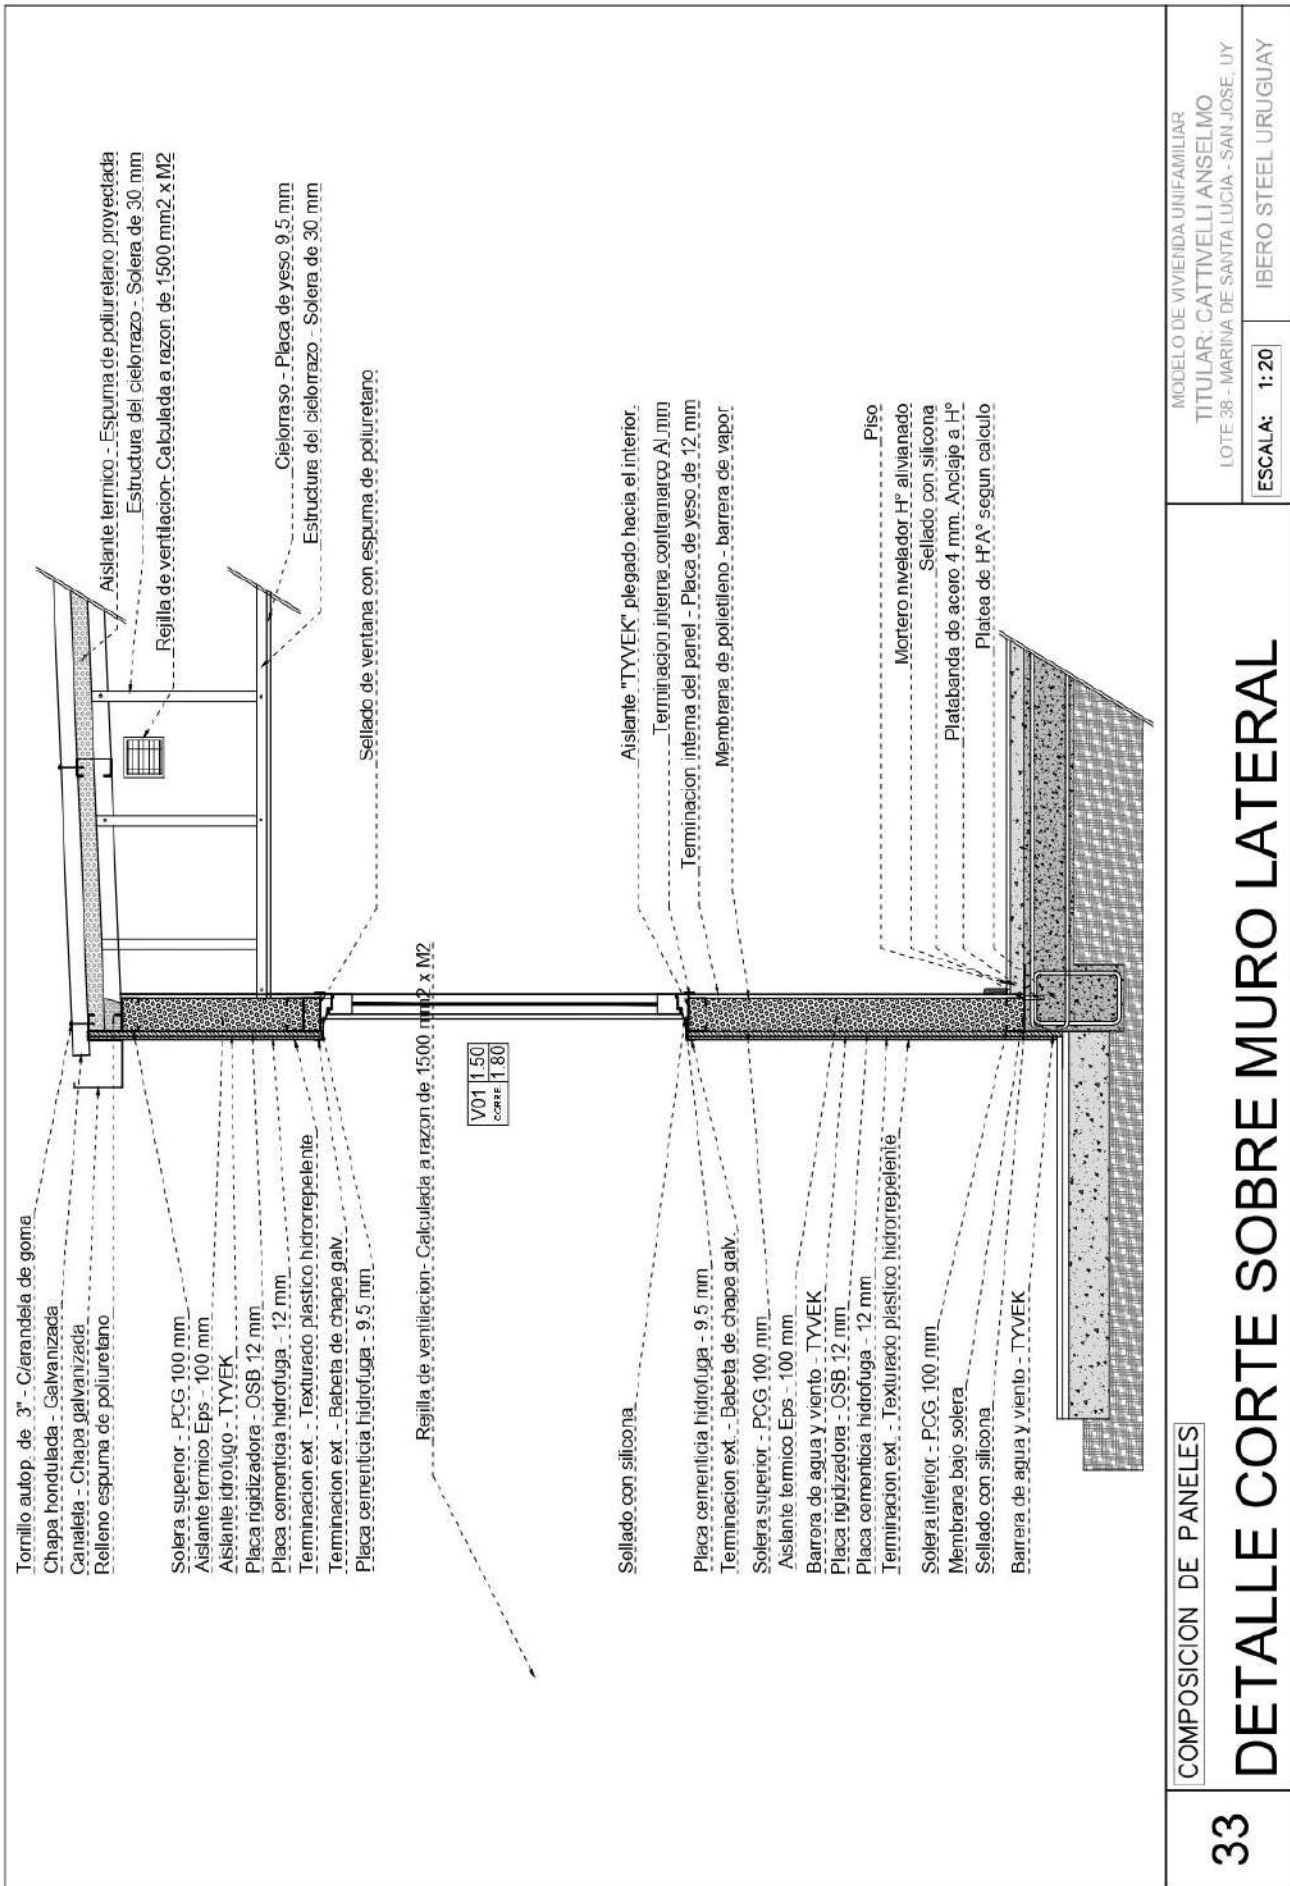 Tornillo autop. de 3" - C/arandela de goma
Chapa hondulada - Galvanizada
Canaleta - Chapa galvanizada
Relleno espuma de poliuretano
Solera superior - PCG 100 mm
Aislante termico Eps - 100 mm
Aislante idrofugo - TYVEK
Placa rigidizadora - OSB 12 mm
Placa cementicia hidrofuga - 12 mm
Terminacion ext. - Texturado plastico hidrorrepelente
Terminacion ext. - Babeta de chapa galv.
Placa cementicia hidrofuga - 9.5 mm
Rejilla de ventilacion- Calculada a razon de 1500 mm2 x M2
Sellado con silicona
Placa cementicia hidrofuga - 9.5 mm
Terminacion ext. - Babeta de chapa galv.
Solera suprior - PCG 100 mm
Aislante termico Eps - 100 mm
Barrera de agua y viento - TYVEK
Placa rigidizadora - OSB 12 mm
Placa cementicia hidrofuga - 12 mm
Terminacion ext. - Texturado plastico hidrorrepelente
Solera inferior - PCG 100 mm
Membrana bajo solera
Sellado con silicona
Barrera de agua y viento - TYVEK
V01 1.50
CORRE. 1.80
Aislante termico - Espuma de poliuretano proyectada
Estructura del cielorrazo - Solera de 30 mm
Rejilla de ventilacion- Calculada a razon de 1500 mm2 x M2
Cielorraso - Placa de yeso 9.5 mm
Estructura del cielorrazo - Solera de 30 mm
Sellado de ventana con espuma de poliuretano
Aislante "TYVEK" plegado hacia el interior.
Terminacion interna contramarco Al mm
Terminacion interna del panel - Placa de yeso de 12 mm
Membrana de polietileno - barrera de vapor
Piso
Mortero nivelador Hº alivianado
Sellado con silicona
Platabanda de acero 4 mm. Anclaje a Hº
Platea de HºAº segun calculo
33
COMPOSICION DE PANELES
DETALLE CORTE SOBRE MURO LATERAL
MODELO DE VIVIENDA UNIFAMILIAR
TITULAR: CATTIVELLI ANSELMO
LOTE 38 - MARINA DE SANTA LUCIA - SAN JOSE, UY
ESCALA: 1:20
IBERO STEEL URUGUAY